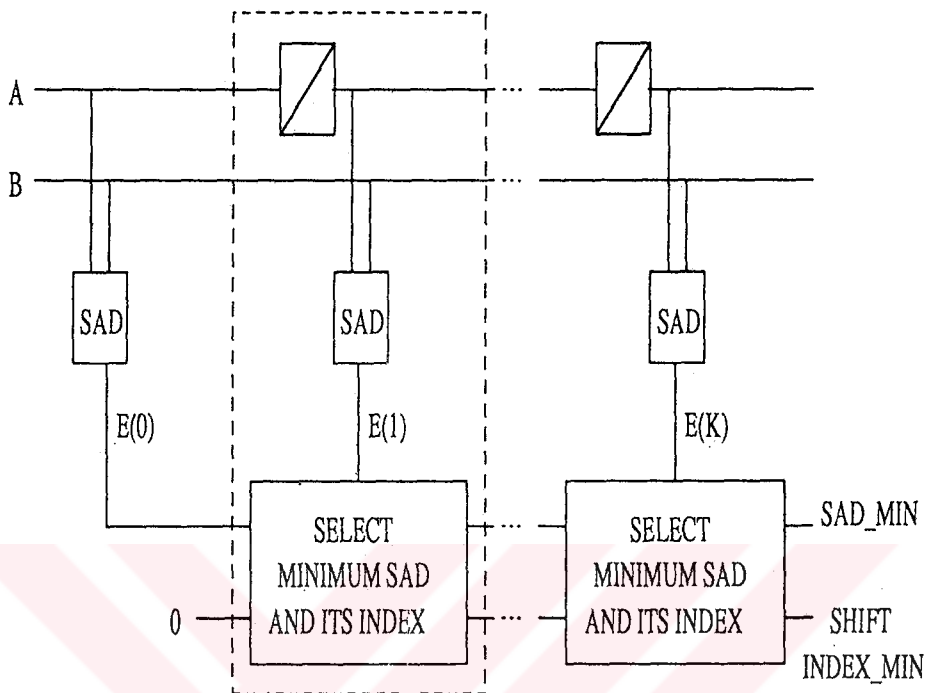 A
...
...
B
...
...
SAD
SAD
SAD
E(0)
E(1)
E(K)
SELECT
MINIMUM SAD
AND ITS INDEX
...
...
SELECT
MINIMUM SAD
AND ITS INDEX
SAD_MIN
0
SHIFT
INDEX_MIN